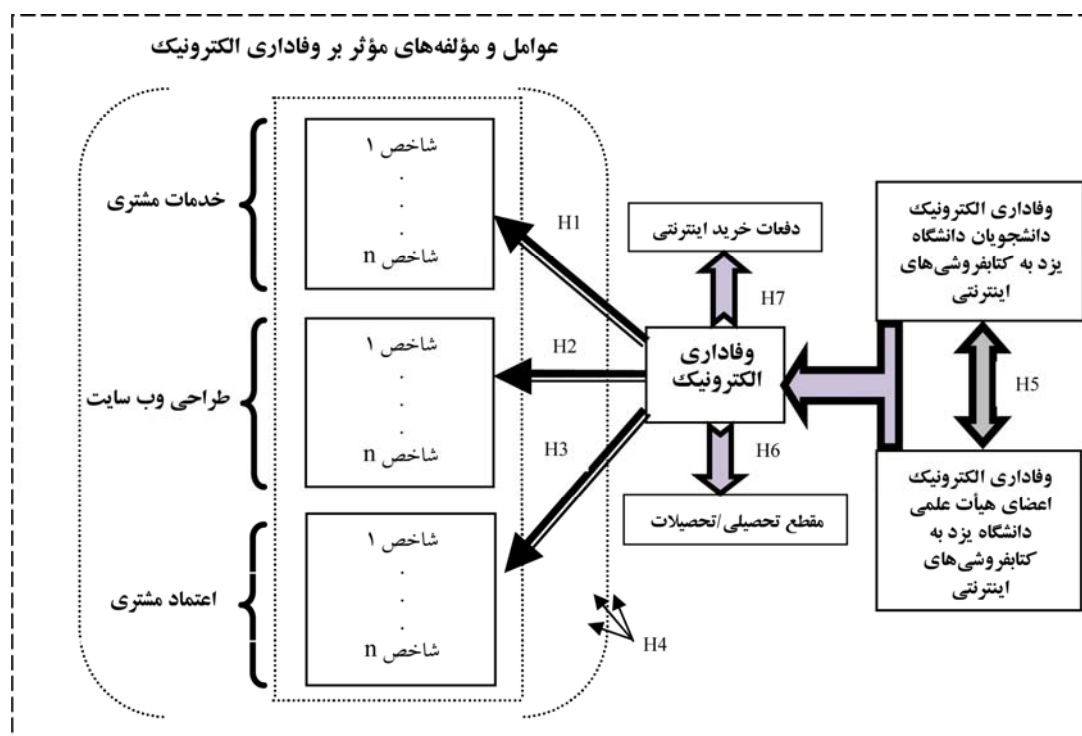 عوامل و مؤلفه‌های مؤثر بر وفاداری الکترونیک
وفاداری الکترونیک
دانشجویان دانشگاه
یزد به کتابفروشی‌های
اینترنتی
H5
وفاداری الکترونیک
اعضای هیأت علمی
دانشگاه یزد به
کتابفروشی‌های
اینترنتی
دفعات خرید اینترنتی
H7
وفاداری
الکترونیک
H6
مقطع تحصیلی/تحصیلات
H1
H2
H3
H4
شاخص ۱
.
.
.
شاخص n
خدمات مشتری
شاخص ۱
.
.
.
شاخص n
طراحی وب سایت
شاخص ۱
.
.
.
شاخص n
اعتماد مشتری